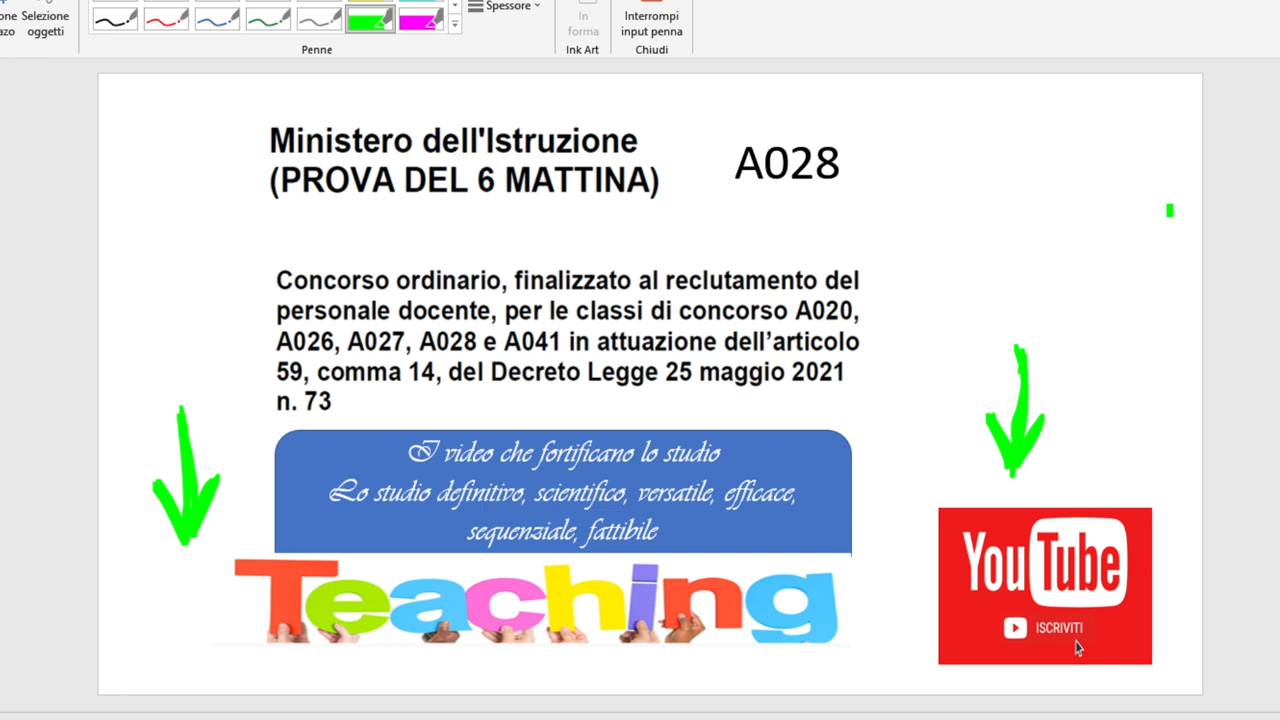 one Selezione
azo oggetti
Penne
Spessore
In
forma
Ink Art
Interrompi
input penna
Chiudi
Ministero dell'Istruzione
(PROVA DEL 6 MATTINA)
A028
Concorso ordinario, finalizzato al reclutamento del
personale docente, per le classi di concorso A020,
A026, A027, A028 e A041 in attuazione dell’articolo
59, comma 14, del Decreto Legge 25 maggio 2021
n. 73
I video che fortificano lo studio
Lo studio definitivo, scientifico, versatile, efficace,
sequenziale, fattibile
Teaching
YouTube
ISCRIVITI